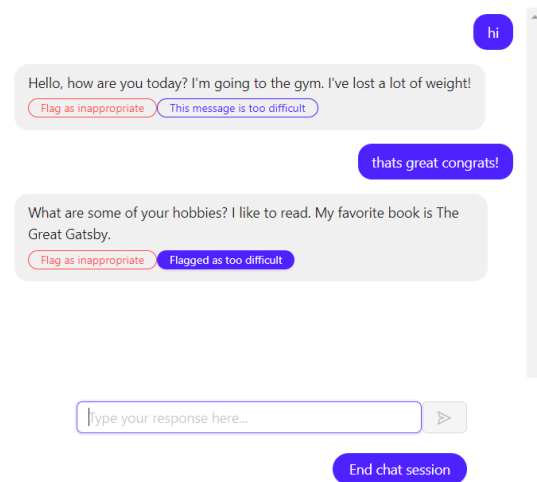 hi
Hello, how are you today? I'm going to the gym. I've lost a lot of weight!
Flag as inappropriate This message is too difficult
thats great congrats!
What are some of your hobbies? I like to read. My favorite book is The
Great Gatsby.
Flag as inappropriate Flagged as too difficult
Type your response here...
End chat session